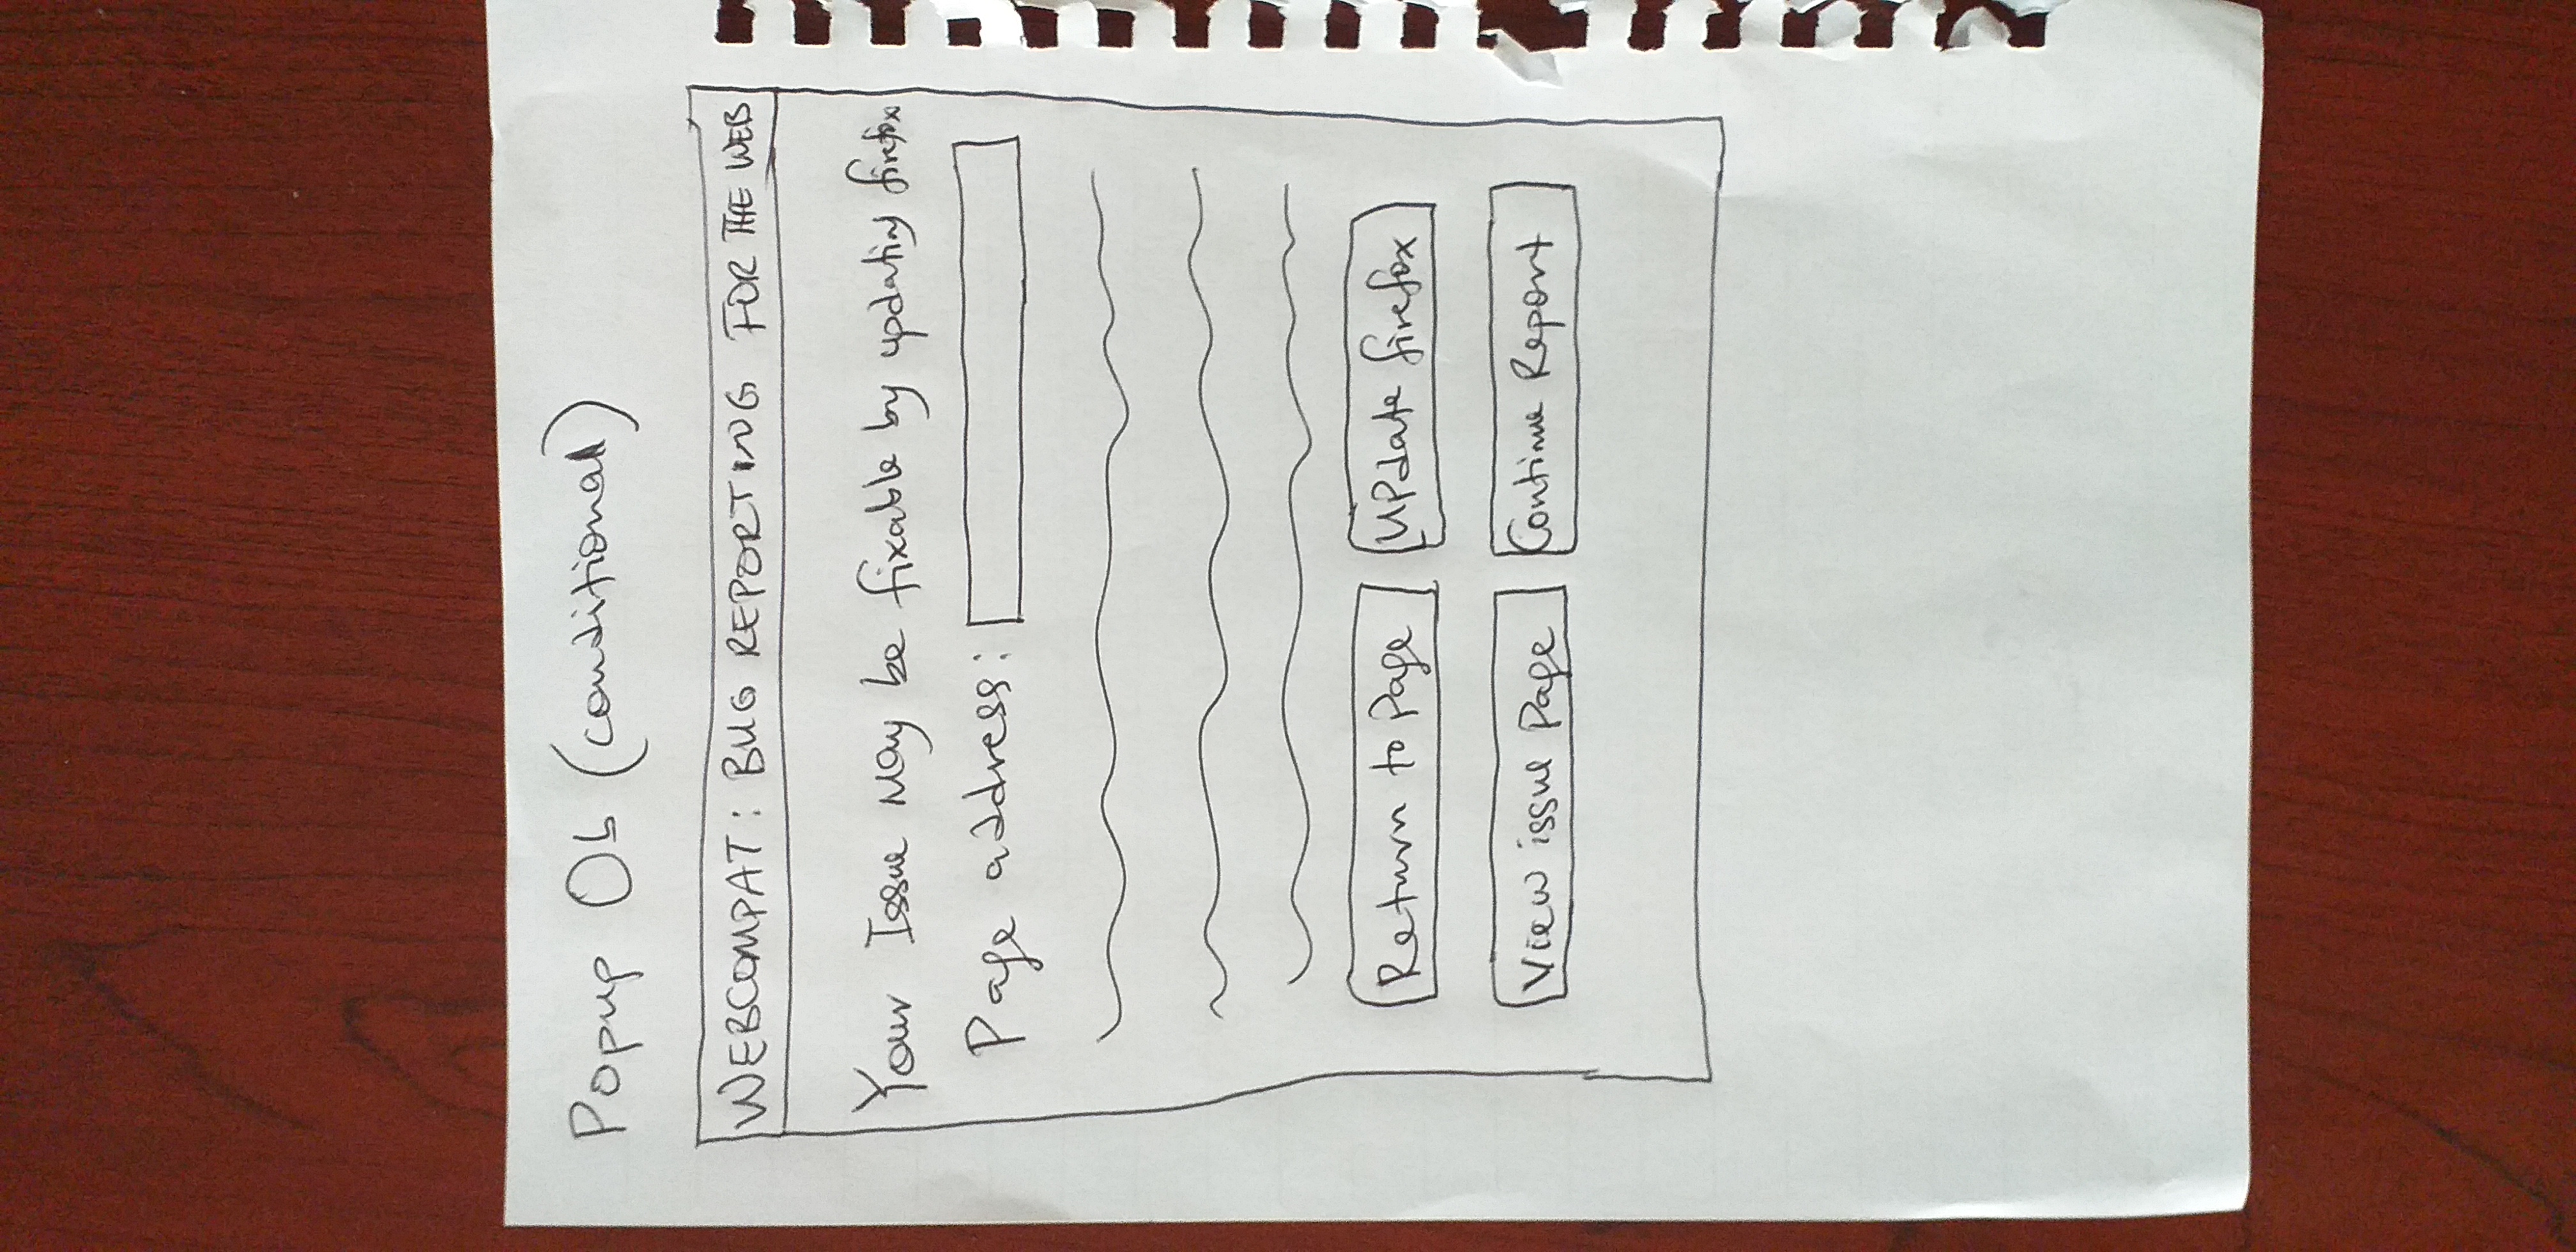 Popup 0b (conditional)
WEBCOMPAT: BUG REPORTING FOR THE WEB
Your Issue May be fixable by updating firefox
Page address:
Return to Page
UPdate firefox
View issue Page
Continue Report